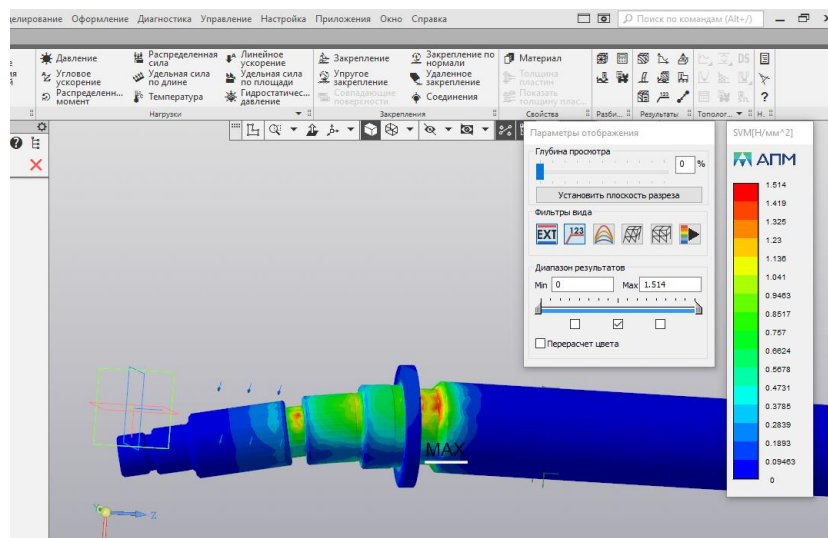 делирование Оформление Диагностика Управление Настройка Приложения Окно Справка
Поиск по командам (Alt+/)
Давление
Угловое ускорение
Распределенн... момент
Распределенная сила
Удельная сила по длине
Температура
Линейное ускорение
Удельная сила по площади
Гидростатичес... давление
Закрепление
Упругое закрепление
Совпадающие поверхности
Закрепление по нормали
Удаленное закрепление
Соединения
Материал
Толщина пластин
Показать толщину плас...
DS
Нагрузки
Закрепления
Свойства
Разби...
Результаты
Тополог...
Н.
Параметры отображения
Глубина просмотра
0 %
Установить плоскость разреза
Фильтры вида
EXT 123
Диапазон результатов
Min 0 Max 1.514
Перерасчет цвета
SVM[Н/мм^2]
АПМ
1.514
1.419
1.325
1.23
1.136
1.041
0.9463
0.8517
0.757
0.6624
0.5678
0.4731
0.3785
0.2839
0.1893
0.09463
0
MAX
Y
Z